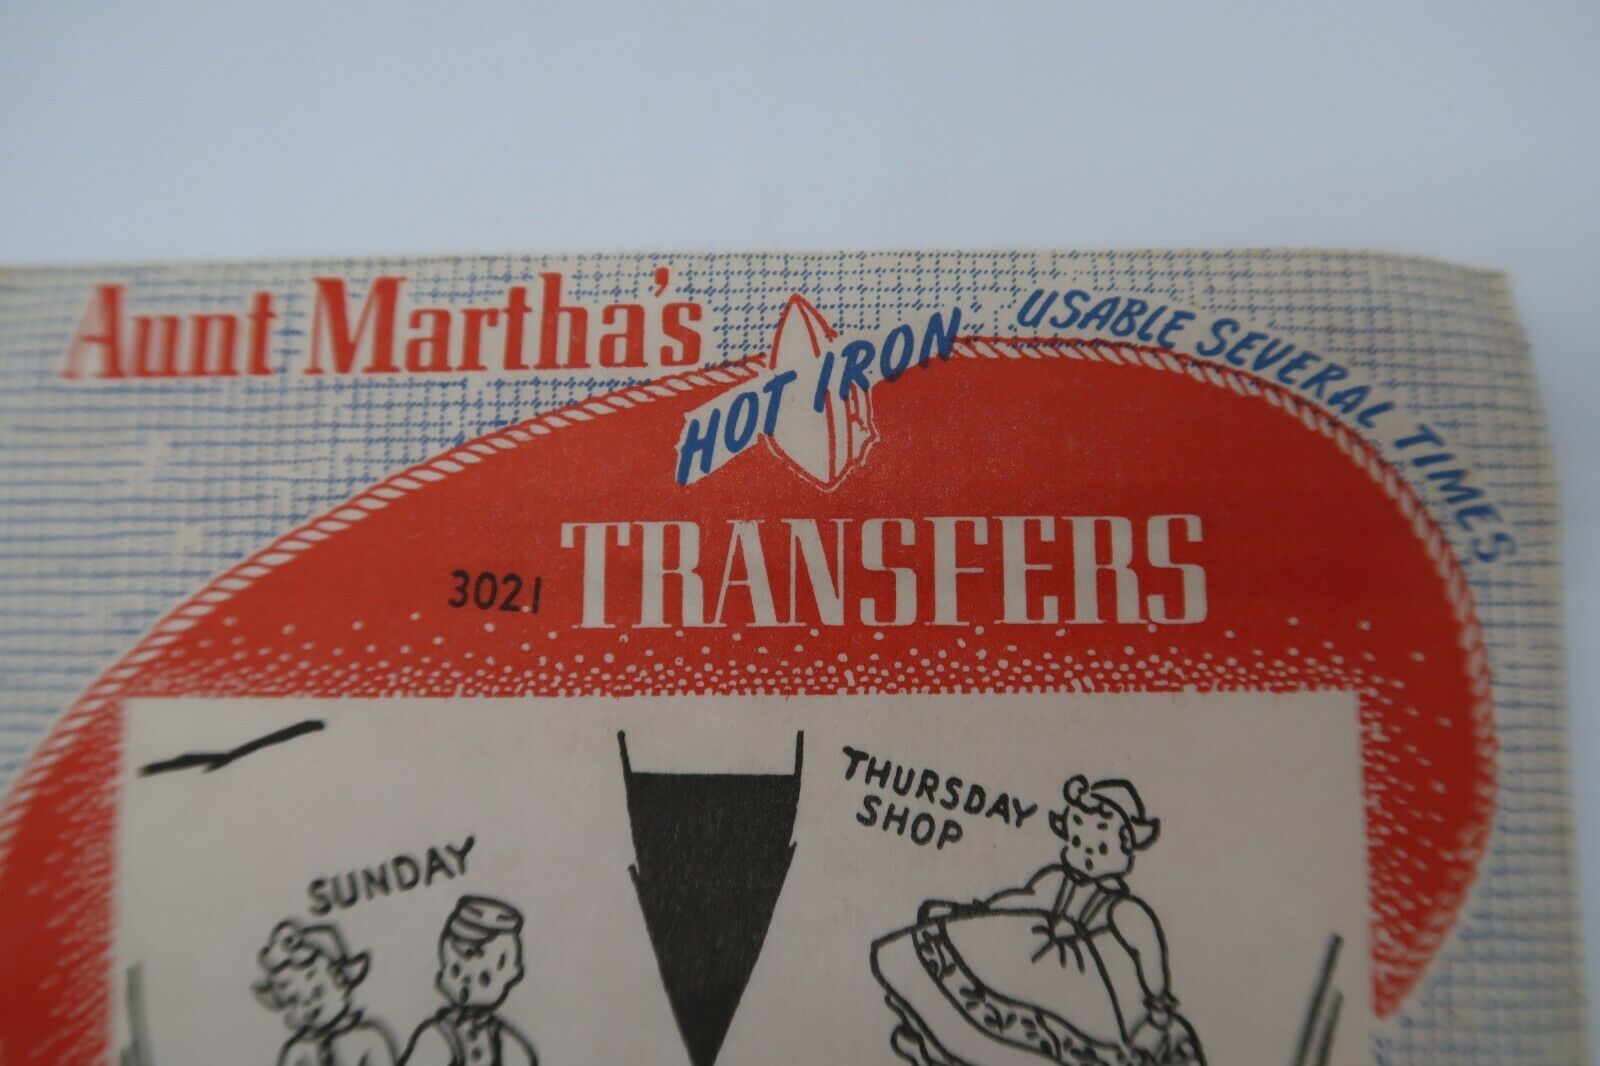 Aunt Martha's
HOT IRON
USABLE SEVERAL TIMES
3021 TRANSFERS
SUNDAY
THURSDAY
SHOP